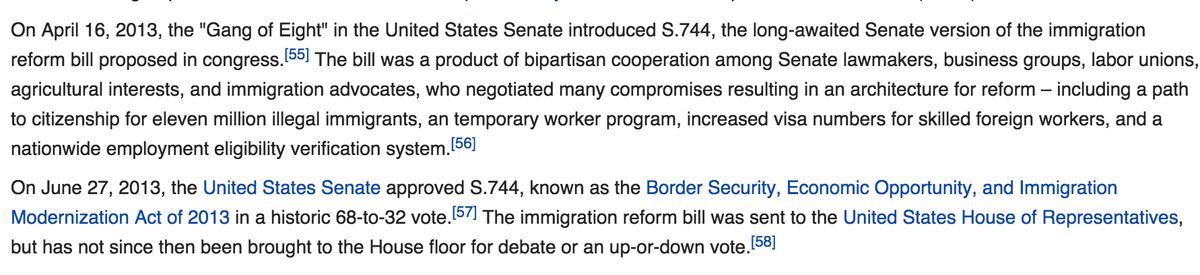 On April 16, 2013, the "Gang of Eight" in the United States Senate introduced S.744, the long-awaited Senate version of the immigration
reform bill proposed in congress.[55] The bill was a product of bipartisan cooperation among Senate lawmakers, business groups, labor unions,
agricultural interests, and immigration advocates, who negotiated many compromises resulting in an architecture for reform – including a path
to citizenship for eleven million illegal immigrants, an temporary worker program, increased visa numbers for skilled foreign workers, and a
nationwide employment eligibility verification system.[56]
On June 27, 2013, the United States Senate approved S.744, known as the Border Security, Economic Opportunity, and Immigration
Modernization Act of 2013 in a historic 68-to-32 vote.[57] The immigration reform bill was sent to the United States House of Representatives,
but has not since then been brought to the House floor for debate or an up-or-down vote.[58]